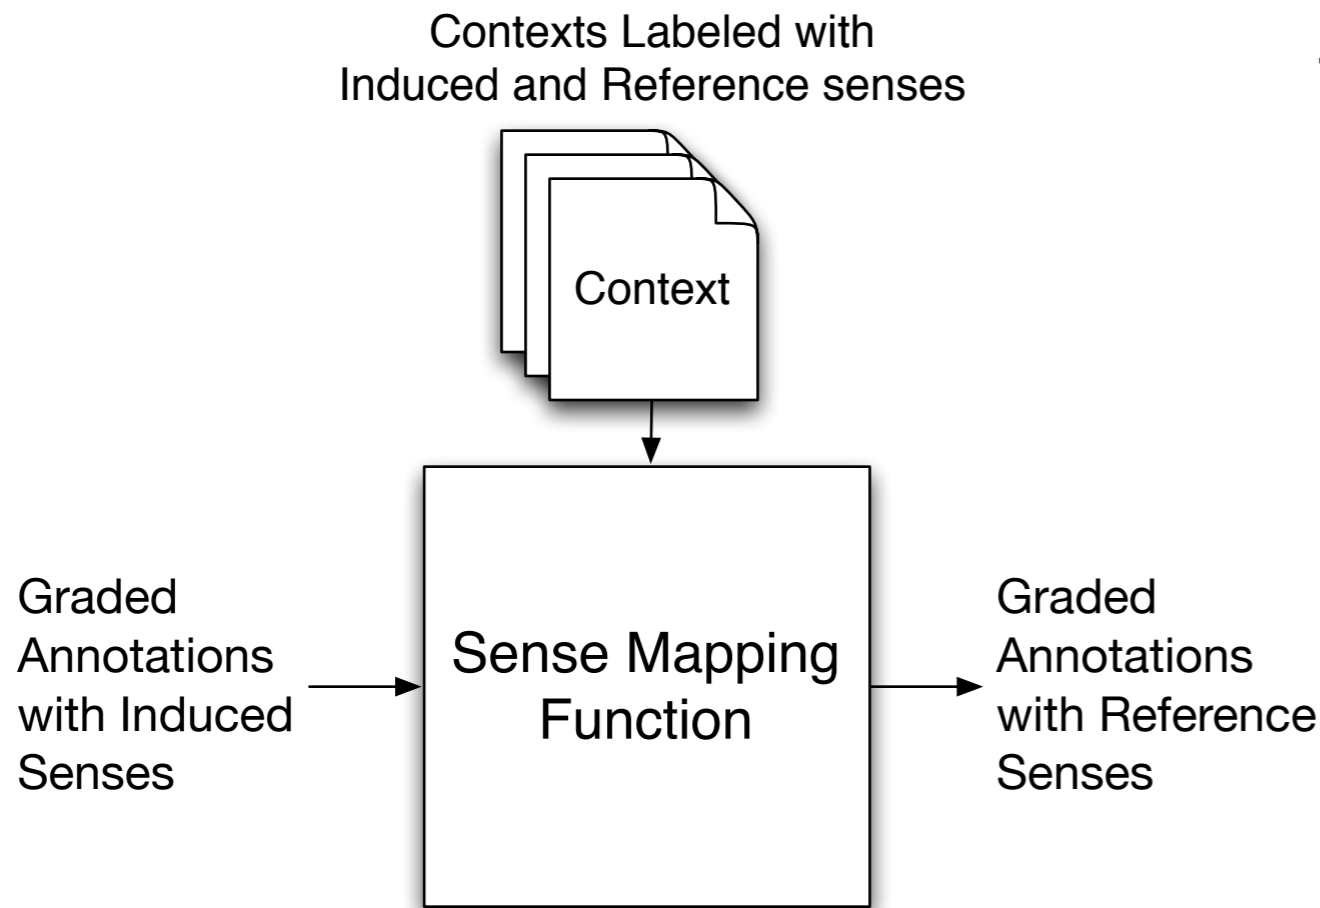 Contexts Labeled with
Induced and Reference senses
Context
Graded
Annotations
with Induced
Senses
Sense Mapping
Function
Graded
Annotations
with Reference
Senses